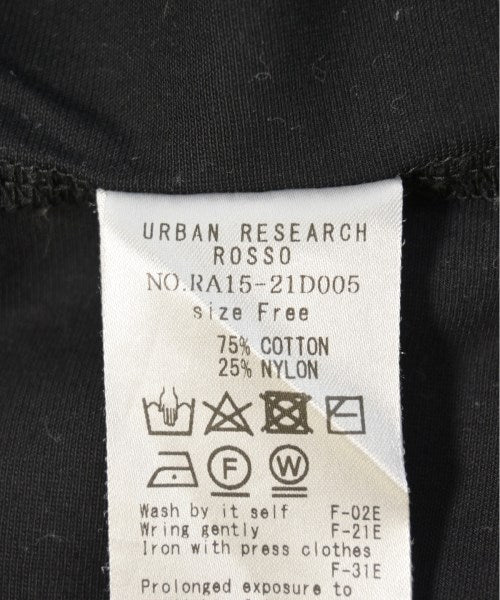 URBAN RESEARCH
ROSSO
NO.RA15-21D005
size Free
75% COTTON
25% NYLON
F W
Wash by it self F-02E
Wring gently F-21E
Iron with press clothes
F-31E
Prolonged exposure to